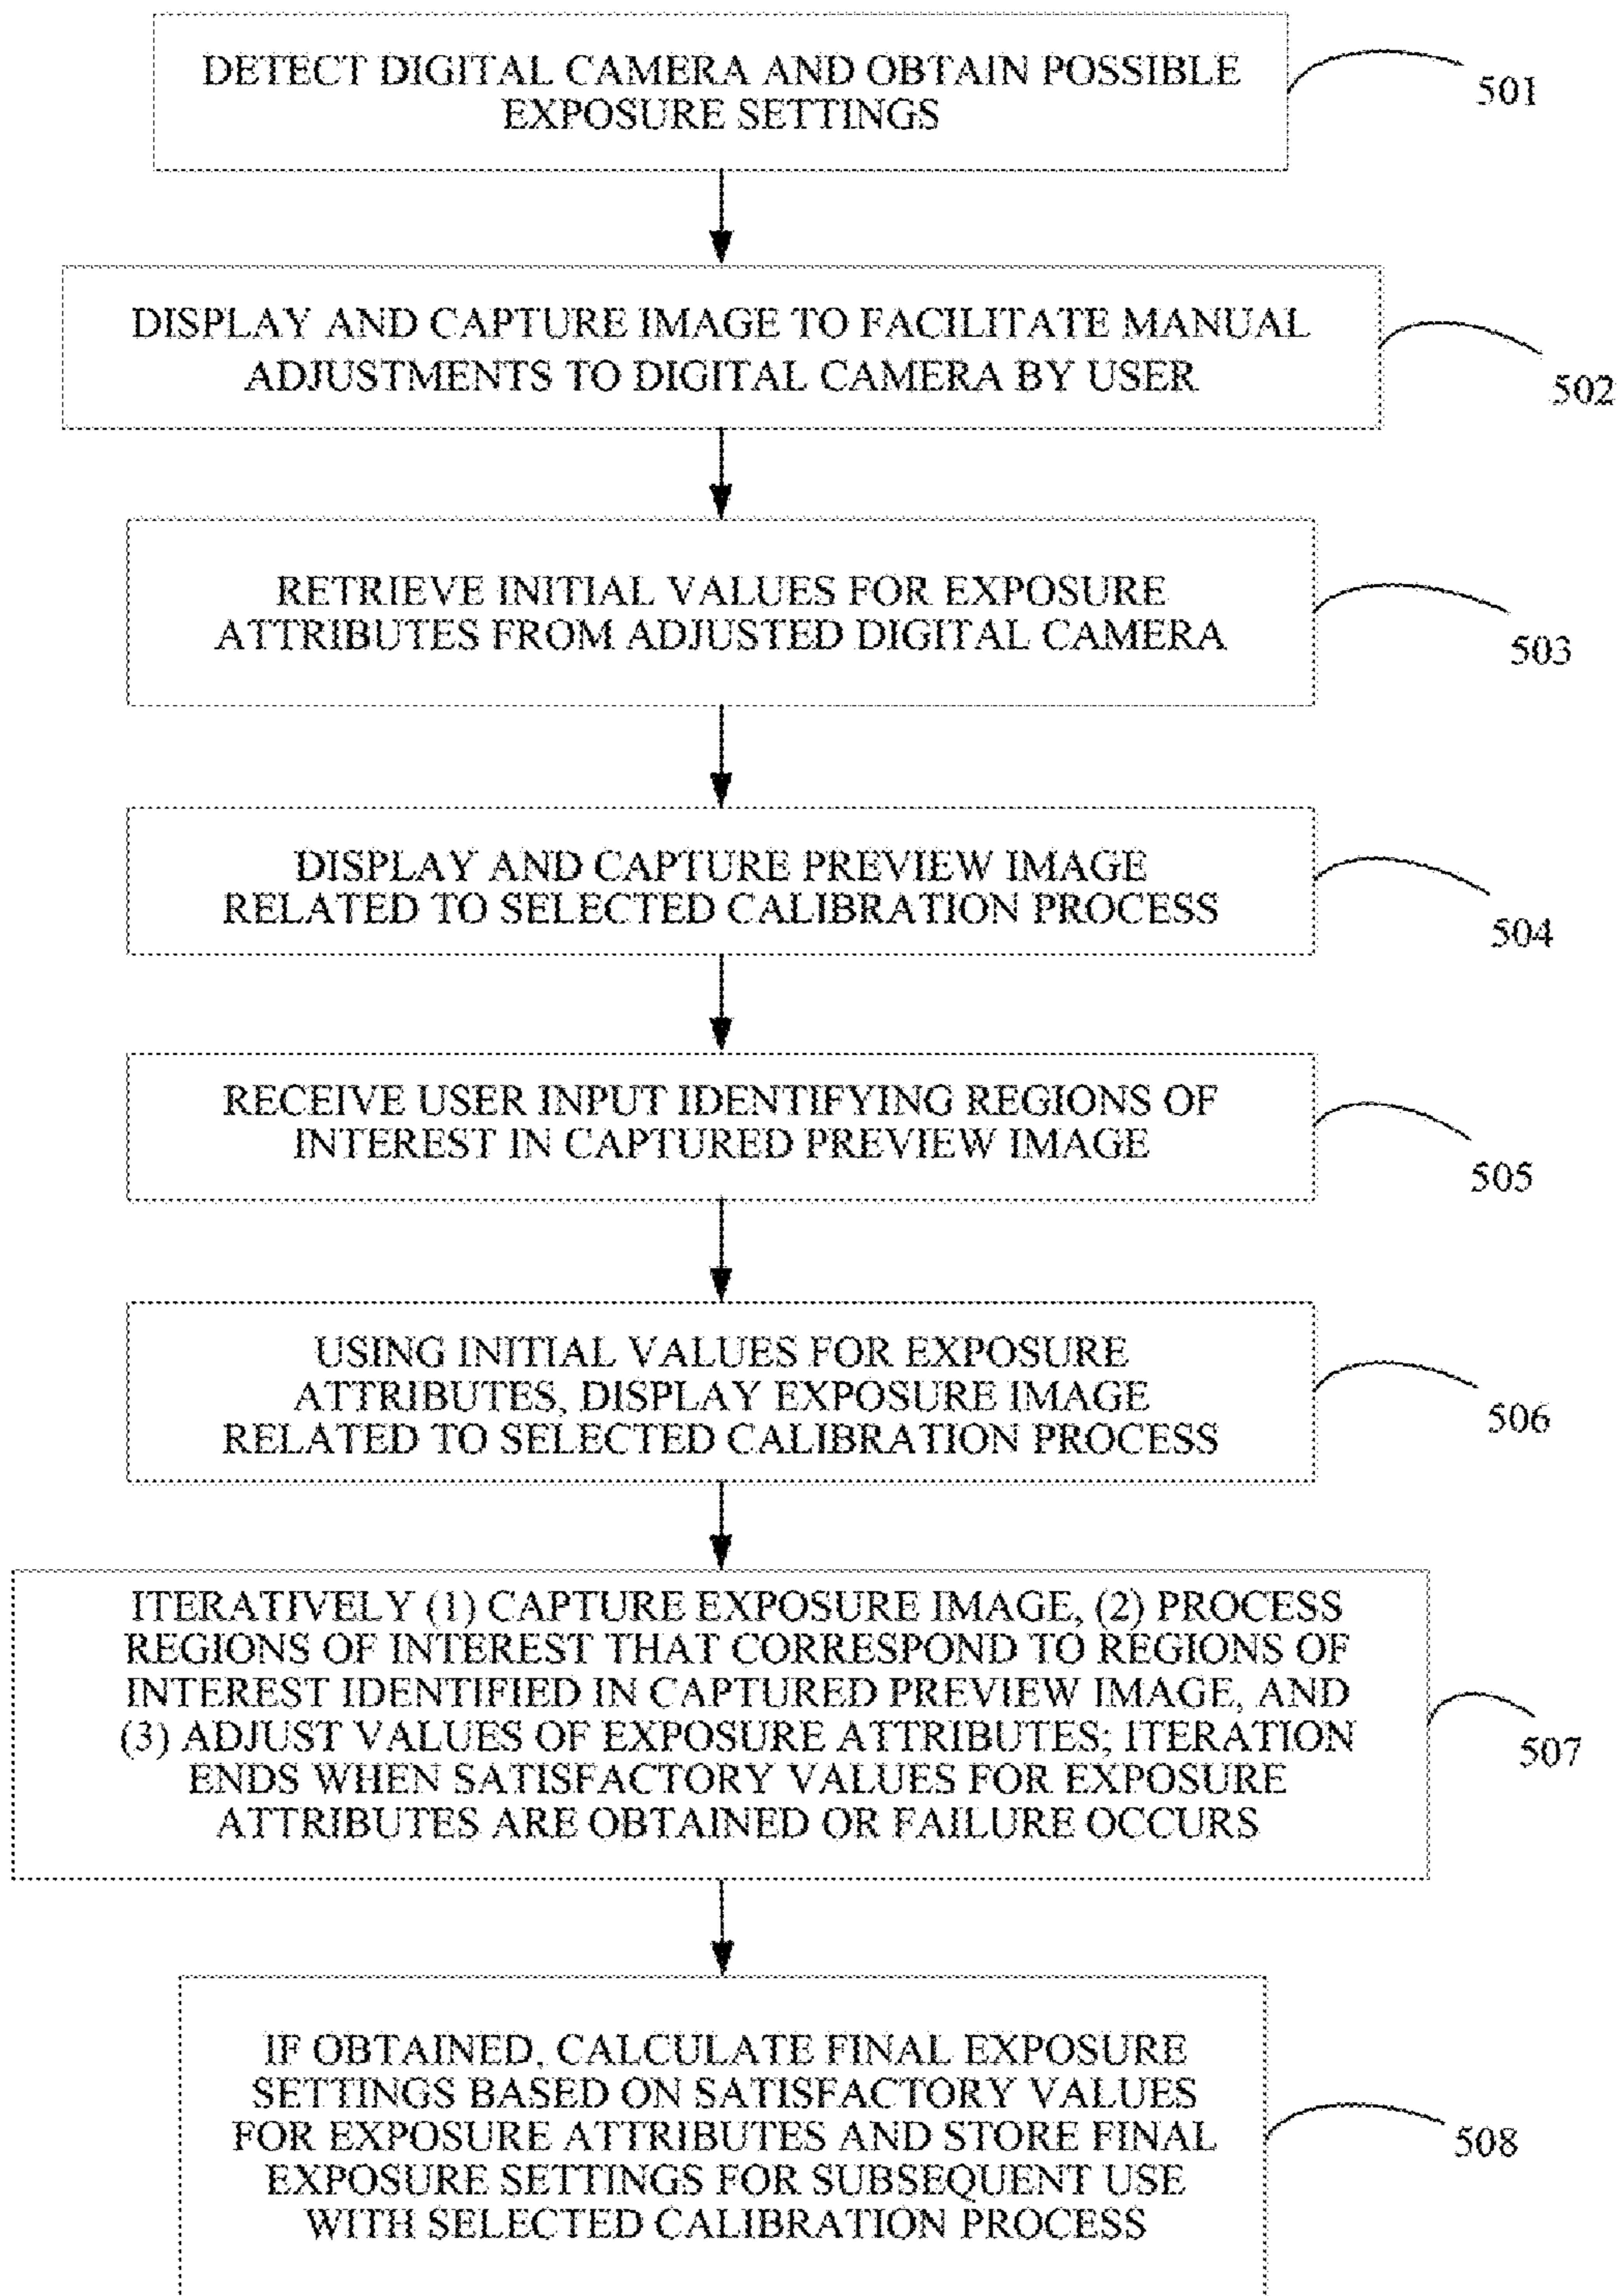 DETECT DIGITAL CAMERA AND OBTAIN POSSIBLE
EXPOSURE SETTINGS
501
DISPLAY AND CAPTURE IMAGE TO FACILITATE MANUAL
ADJUSTMENTS TO DIGITAL CAMERA BY USER
502
RETRIEVE INITIAL VALUES FOR EXPOSURE
ATTRIBUTES FROM ADJUSTED DIGITAL CAMERA
503
DISPLAY AND CAPTURE PREVIEW IMAGE
RELATED TO SELECTED CALIBRATION PROCESS
504
RECEIVE USER INPUT IDENTIFYING REGIONS OF
INTEREST IN CAPTURED PREVIEW IMAGE
505
USING INITIAL VALUES FOR EXPOSURE
ATTRIBUTES, DISPLAY EXPOSURE IMAGE
RELATED TO SELECTED CALIBRATION PROCESS
506
ITERATIVELY (1) CAPTURE EXPOSURE IMAGE, (2) PROCESS
REGIONS OF INTEREST THAT CORRESPOND TO REGIONS OF
INTEREST IDENTIFIED IN CAPTURED PREVIEW IMAGE, AND
(3) ADJUST VALUES OF EXPOSURE ATTRIBUTES; ITERATION
ENDS WHEN SATISFACTORY VALUES FOR EXPOSURE
ATTRIBUTES ARE OBTAINED OR FAILURE OCCURS
507
IF OBTAINED, CALCULATE FINAL EXPOSURE
SETTINGS BASED ON SATISFACTORY VALUES
FOR EXPOSURE ATTRIBUTES AND STORE FINAL
EXPOSURE SETTINGS FOR SUBSEQUENT USE
WITH SELECTED CALIBRATION PROCESS
508